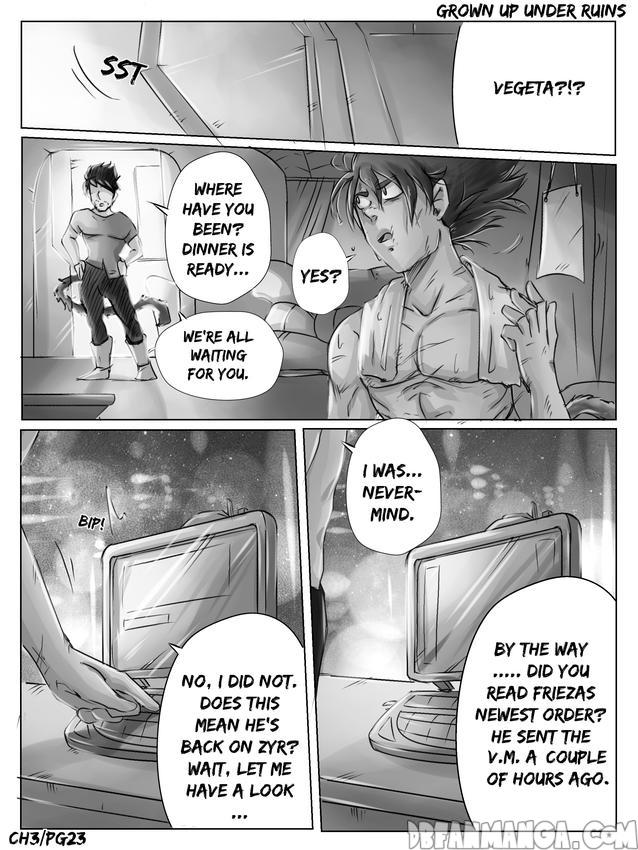 GROWN UP UNDER RUINS
SST
VEGETA?!?
WHERE
HAVE YOU
BEEN?
DINNER IS
READY...
YES?
WE'RE ALL
WAITING
FOR YOU.
I WAS...
NEVER-
MIND.
BIP!
NO, I DID NOT.
DOES THIS
MEAN HE'S
BACK ON ZYR?
WAIT, LET ME
HAVE A LOOK
...
BY THE WAY
..... DID YOU
READ FRIEZAS
NEWEST ORDER?
HE SENT THE
V.M. A COUPLE
OF HOURS AGO.
CH3/PG23
DBFANMANGA.COM